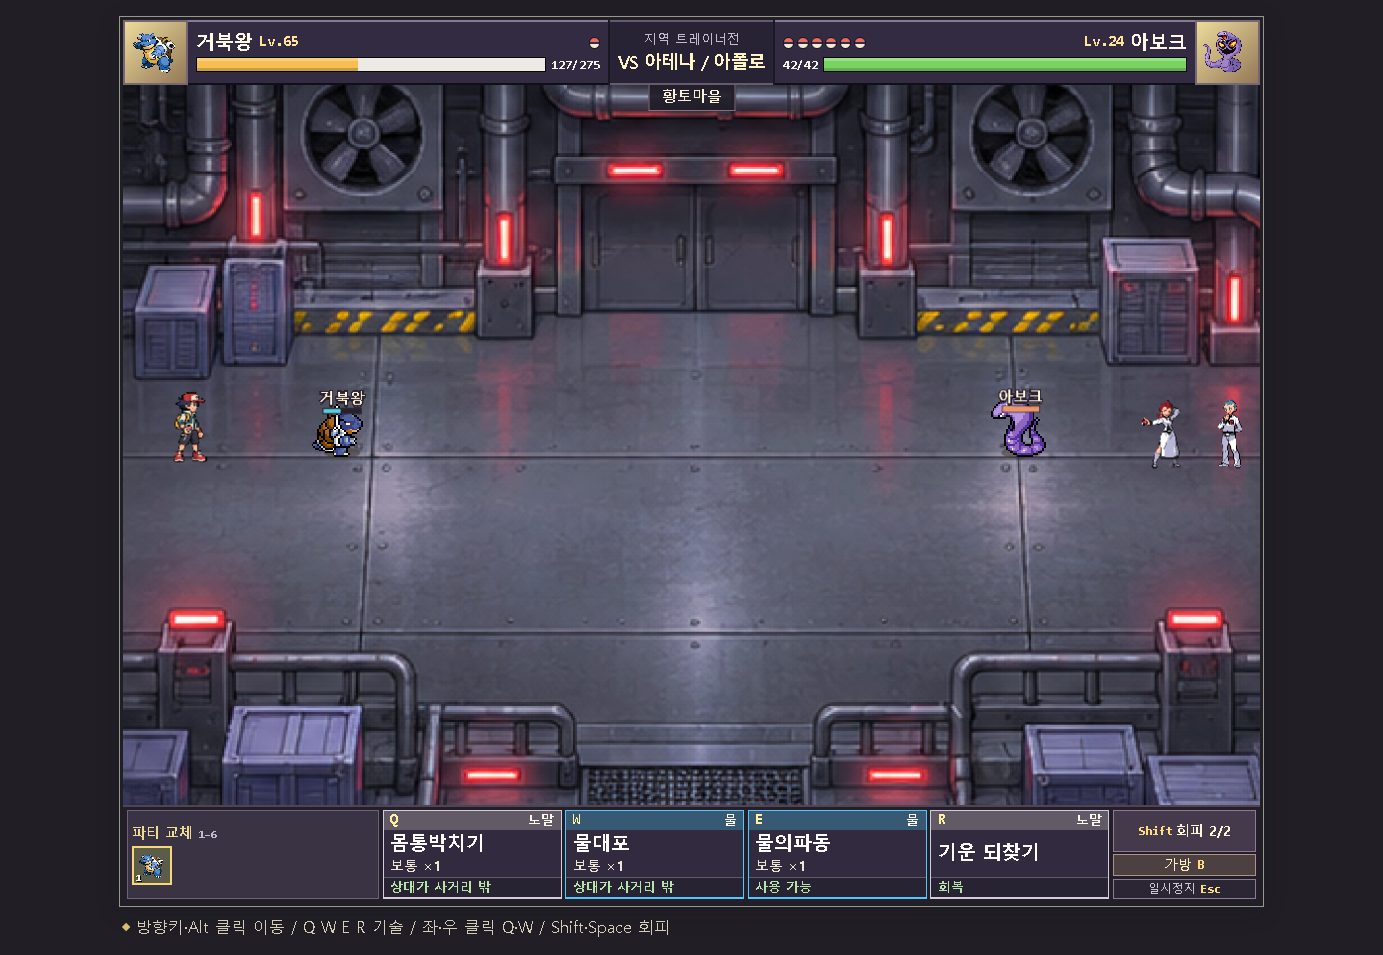 거북왕 Lv.65
127/275
지역 트레이너전
VS 아테나 / 아폴로
황토마을
Lv.24 아보크
42/42
거북왕
아보크
파티 교체 1-6
1
Q 노말
몸통박치기
보통 ×1
상대가 사거리 밖
W 물
물대포
보통 ×1
상대가 사거리 밖
E 물
물의파동
보통 ×1
사용 가능
R 노말
기운 되찾기
회복
Shift 회피 2/2
가방 B
일시정지 Esc
◆ 방향키·Alt 클릭 이동 / Q W E R 기술 / 좌·우 클릭 Q·W / Shift·Space 회피